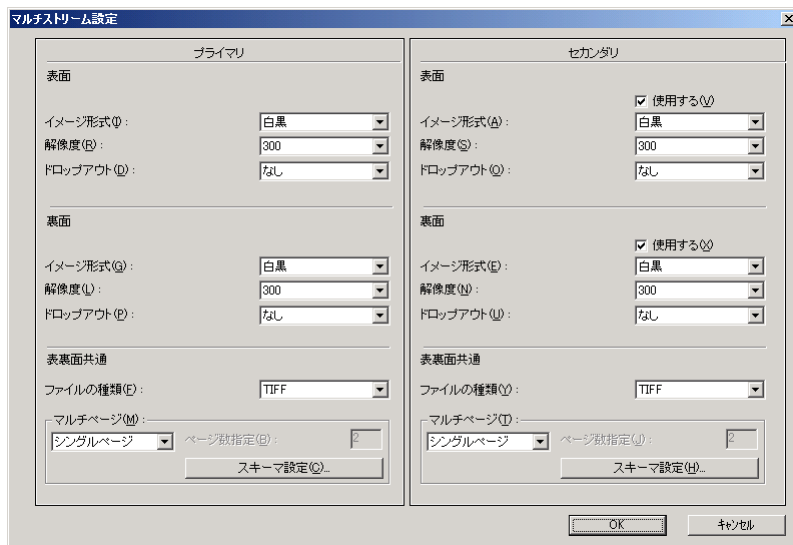 マルチストリーム設定
プライマリ
表面
イメージ形式(I):
白黒
解像度(R):
300
ドロップアウト(D):
なし
裏面
イメージ形式(G):
白黒
解像度(L):
300
ドロップアウト(P):
なし
表裏面共通
ファイルの種類(F):
TIFF
マルチページ(M):
シングルページ
ページ数指定(B):
2
スキーマ設定(C)...
セカンダリ
表面
使用する(V)
イメージ形式(A):
白黒
解像度(S):
300
ドロップアウト(O):
なし
裏面
使用する(X)
イメージ形式(E):
白黒
解像度(N):
300
ドロップアウト(U):
なし
表裏面共通
ファイルの種類(Y):
TIFF
マルチページ(T):
シングルページ
ページ数指定(J):
2
スキーマ設定(H)...
OK
キャンセル